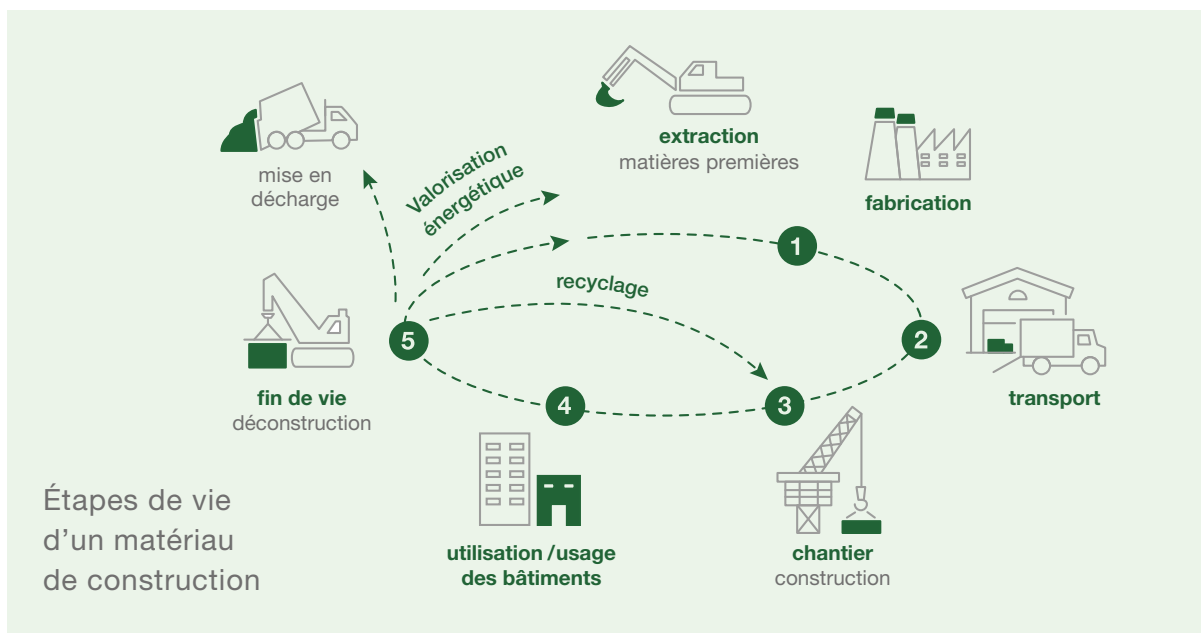 extraction
matières premières
fabrication
mise en
décharge
Valorisation
énergétique
1
recyclage
2
transport
5
fin de vie
déconstruction
4
3
utilisation / usage
des bâtiments
chantier
construction
Étapes de vie
d’un matériau
de construction